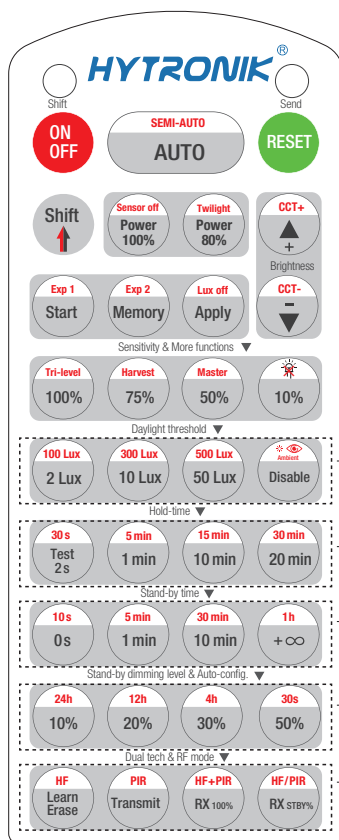 HYTRONIK®
Shift
Send
ON
OFF
SEMI-AUTO
AUTO
RESET
Shift
Sensor off
Power
100%
Twilight
Power
80%
CCT+
+
Brightness
CCT-
-
Exp 1
Start
Exp 2
Memory
Lux off
Apply
Sensitivity & More functions ▼
Tri-level
100%
Harvest
75%
Master
50%
10%
Daylight threshold ▼
100 Lux
2 Lux
300 Lux
10 Lux
500 Lux
50 Lux
Ambient
Disable
Hold-time ▼
30s
Test
2s
5 min
1 min
15 min
10 min
30 min
20 min
Stand-by time ▼
10s
0s
5 min
1 min
30 min
10 min
1h
+∞
Stand-by dimming level & Auto-config. ▼
24h
10%
12h
20%
4h
30%
30s
50%
Dual tech & RF mode ▼
HF
Learn
Erase
PIR
Transmit
HF+PIR
RX 100%
HF/PIR
RX STBY%